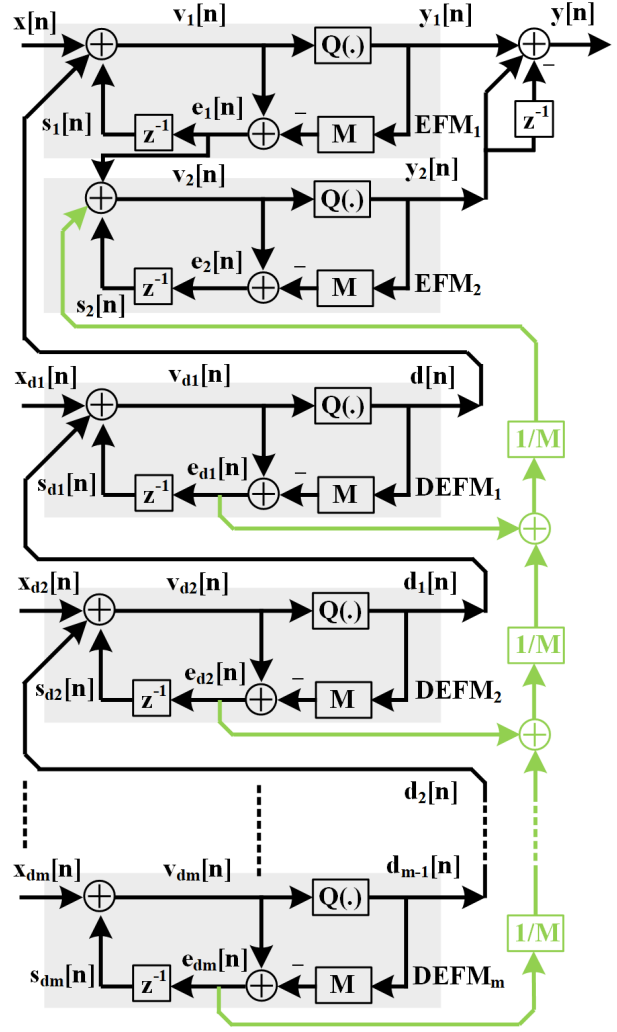 x[n] v₁[n] y₁[n] y[n]
Q(.)
−
s₁[n] e₁[n] − z⁻¹
z⁻¹ M EFM₁
v₂[n] y₂[n]
Q(.)
e₂[n] −
s₂[n] z⁻¹ M EFM₂
x_d1[n] v_d1[n] d[n]
Q(.) 1/M
s_d1[n] e_d1[n] −
z⁻¹ M DEFM₁
x_d2[n] v_d2[n] d₁[n]
Q(.)
1/M
s_d2[n] e_d2[n] −
z⁻¹ M DEFM₂
d₂[n]
x_dm[n] v_dm[n] d_m-1[n]
Q(.)
1/M
s_dm[n] e_dm[n] −
z⁻¹ M DEFM_m